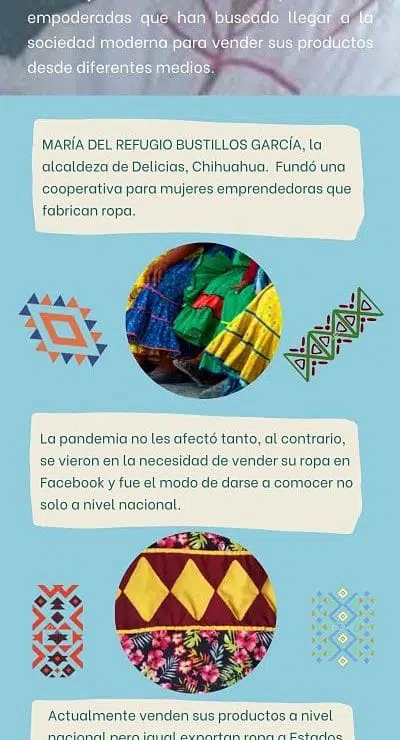 empoderadas que han buscado llegar a la
sociedad moderna para vender sus productos
desde diferentes medios.
MARÍA DEL REFUGIO BUSTILLOS GARCÍA, la
alcaldeza de Delicias, Chihuahua. Fundó una
cooperativa para mujeres emprendedoras que
fabrican ropa.
La pandemia no les afectó tanto, al contrario,
se vieron en la necesidad de vender su ropa en
Facebook y fue el modo de darse a comocer no
solo a nivel nacional.
Actualmente venden sus productos a nivel
nacional pero igual exportan ropa a Estados